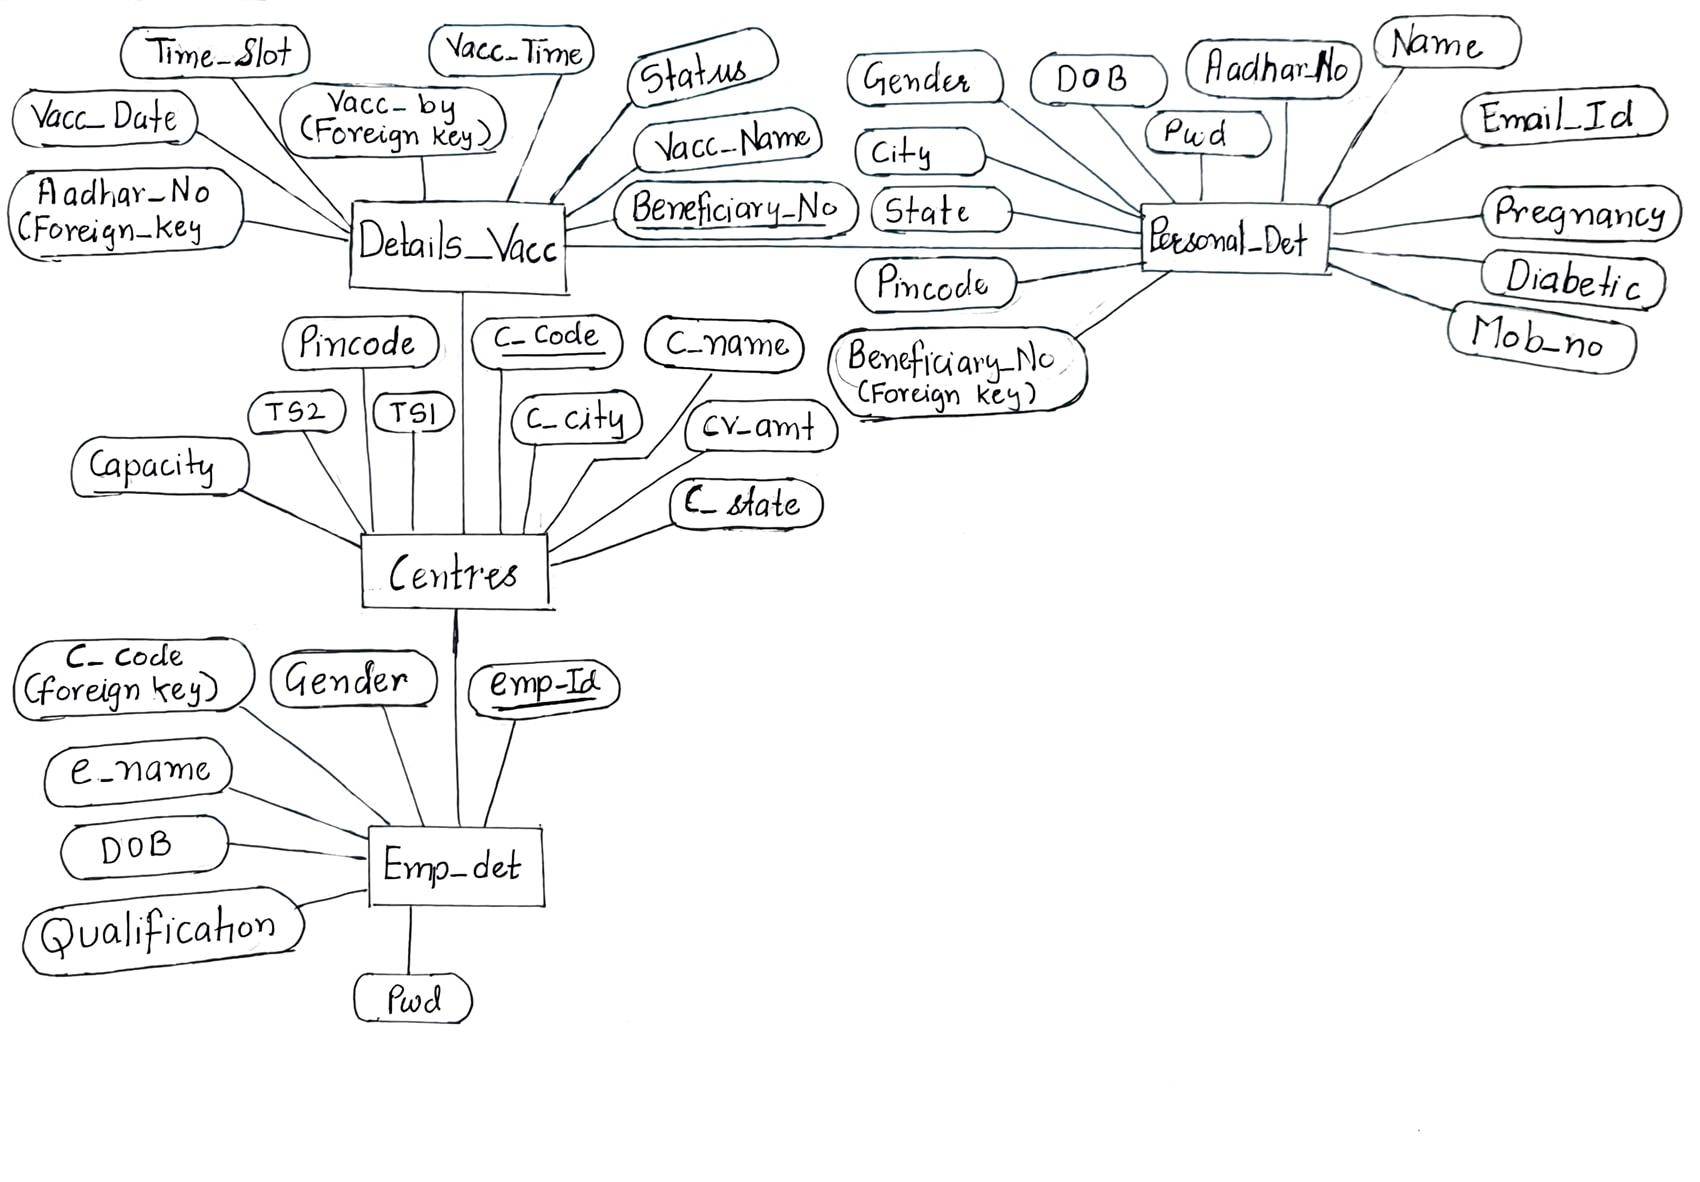 Time_Slot
Vacc_Time
Status
Vacc_Date
Vacc_by
(Foreign key)
Vacc_Name
Aadhar_No
(Foreign_key
Beneficiary_No
Details_Vacc
Gender
DOB
Aadhar_No
Name
Pwd
Email_Id
City
State
Personal_Det
Pregnancy
Pincode
Diabetic
Mob_no
Beneficiary_No
(Foreign key)
Pincode
C_Code
C_name
TS2
TS1
C_city
CV_amt
Capacity
C_state
Centres
C_code
(foreign key)
Gender
emp-Id
e_name
DOB
Emp_det
Qualification
Pwd